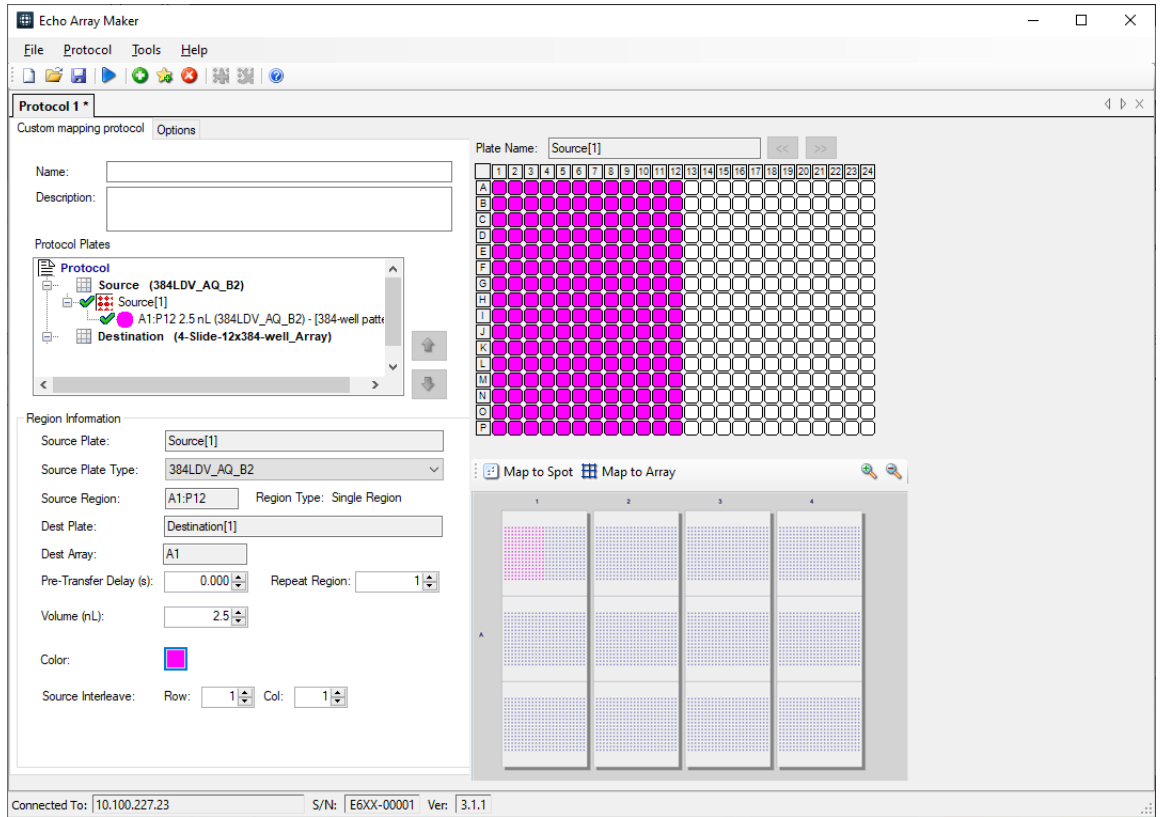 Echo Array Maker
File Protocol Tools Help
Protocol 1 *
Custom mapping protocol Options
Name:
Description:
Protocol Plates
Protocol
Source (384LDV_AQ_B2)
Source[1]
A1:P12 2.5 nL (384LDV_AQ_B2) - [384-well patte
Destination (4-Slide-12x384-well_Array)
Region Information
Source Plate: Source[1]
Source Plate Type: 384LDV_AQ_B2
Source Region: A1:P12 Region Type: Single Region
Dest Plate: Destination[1]
Dest Array: A1
Pre-Transfer Delay (s): 0.000 Repeat Region: 1
Volume (nL): 2.5
Color:
Source Interleave: Row: 1 Col: 1
Plate Name: Source[1] << >>
1 2 3 4 5 6 7 8 9 10 11 12 13 14 15 16 17 18 19 20 21 22 23 24
A
B
C
D
E
F
G
H
I
J
K
L
M
N
O
P
Map to Spot Map to Array
1 2 3 4
A
Connected To: 10.100.227.23 S/N: E6XX-00001 Ver: 3.1.1